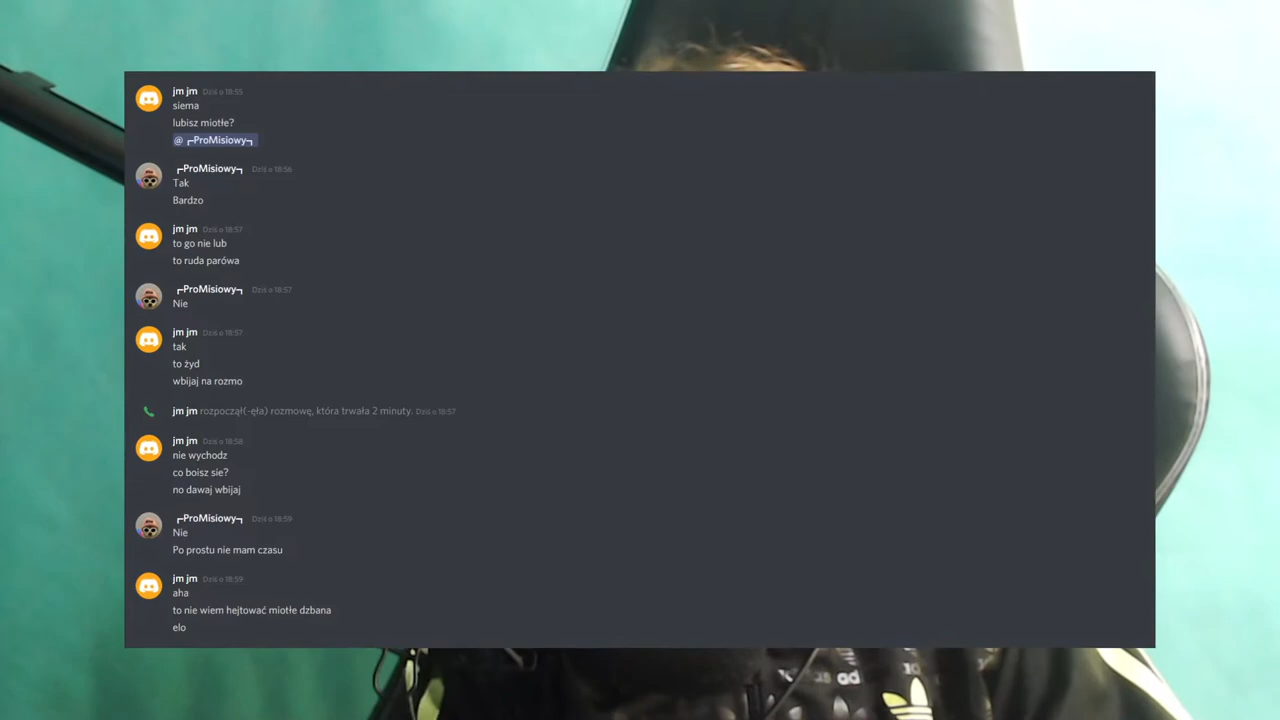 jm jm Dziś o 18:55
siema
lubisz miotłe?
@┌ProMisiowy┐
┌ProMisiowy┐ Dziś o 18:56
Tak
Bardzo
jm jm Dziś o 18:57
to go nie lub
to ruda parówa
┌ProMisiowy┐ Dziś o 18:57
Nie
jm jm Dziś o 18:57
tak
to żyd
wbijaj na rozmo
jm jm rozpoczął(-ęła) rozmowę, która trwała 2 minuty. Dziś o 18:57
jm jm Dziś o 18:58
nie wychodz
co boisz sie?
no dawaj wbijaj
┌ProMisiowy┐ Dziś o 18:59
Nie
Po prostu nie mam czasu
jm jm Dziś o 18:59
aha
to nie wiem hejtować miotłe dzbana
elo